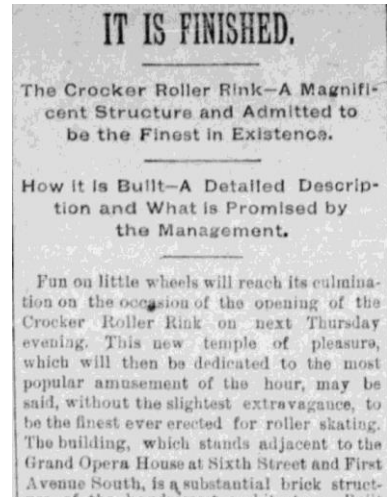 IT IS FINISHED.
The Crocker Roller Rink—A Magnifi-
cent Structure and Admitted to
be the Finest in Existence.
How it is Built—A Detailed Descrip-
tion and What is Promised by
the Management.
Fun on little wheels will reach its culmina-
tion on the occasion of the opening of the
Crocker Roller Rink on next Thursday
evening. This new temple of pleasure,
which will then be dedicated to the most
popular amusement of the hour, may be
said, without the slightest extravagance, to
be the finest ever erected for roller skating.
The building, which stands adjacent to the
Grand Opera House at Sixth Street and First
Avenue South, is a substantial brick struct-